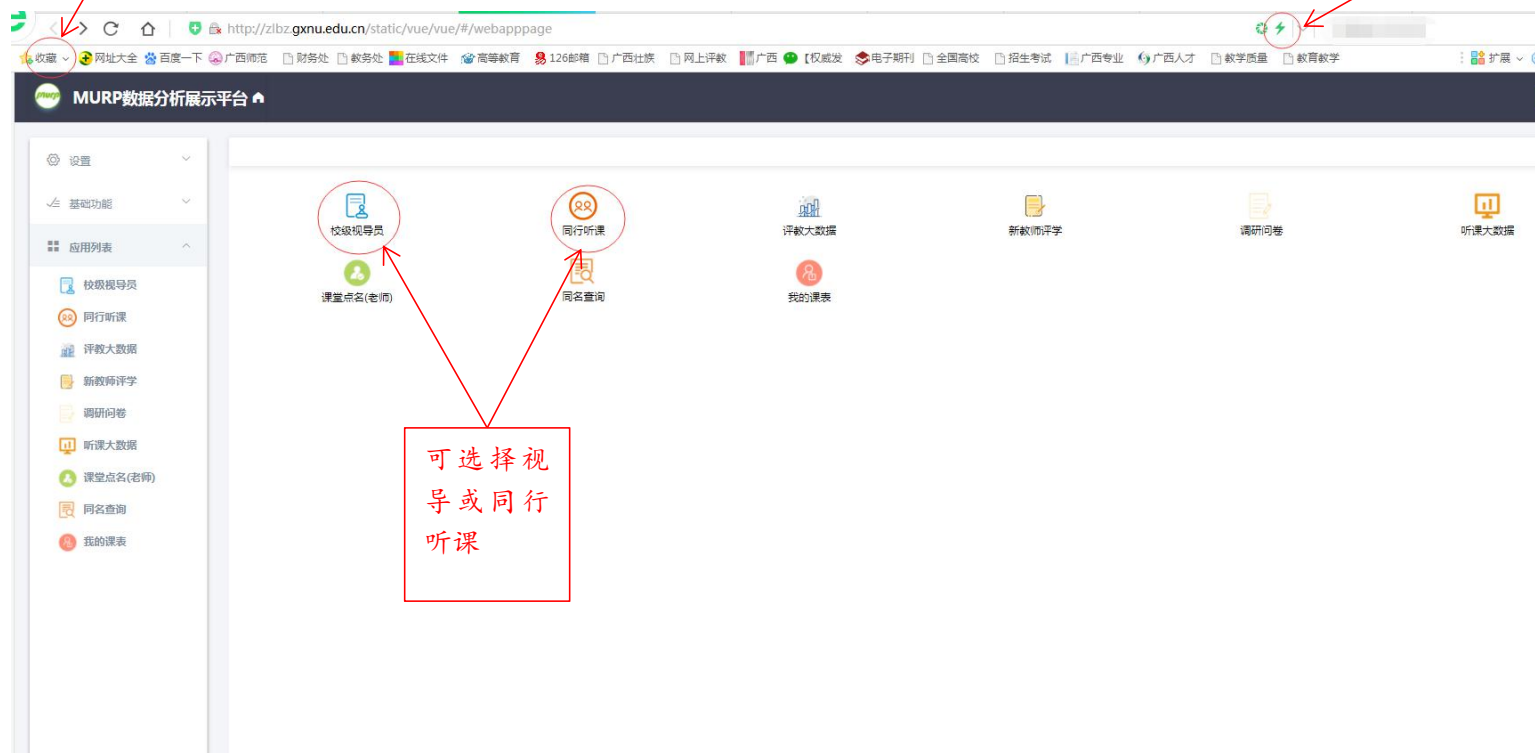 http://zlbz.gxnu.edu.cn/static/vue/vue/#/webapppage
收藏 网址大全 百度一下 广西师范 财务处 教务处 在线文件 高等教育 126邮箱 广西壮族 网上评教 广西 【权威发 电子期刊 全国高校 招生考试 广西专业 广西人才 教学质量 教育教学 扩展
murp MURP数据分析展示平台
设置
基础功能
应用列表
校级视导员
同行听课
评教大数据
新教师评学
调研问卷
听课大数据
课堂点名(老师)
同名查询
我的课表
校级视导员 同行听课 评教大数据 新教师评学 调研问卷 听课大数据
课堂点名(老师) 同名查询 我的课表
可选择视
导或同行
听课